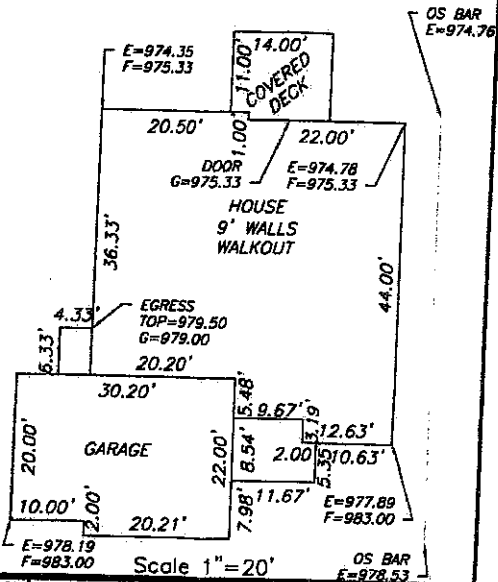 OS BAR
E=974.76
E=974.35
F=975.33
14.00'
11.00'
COVERED
DECK
20.50'
1.00'
22.00'
DOOR
G=975.33
E=974.78
F=975.33
HOUSE
9' WALLS
WALKOUT
36.33'
44.00'
4.33'
EGRESS
TOP=979.50
G=979.00
6.33'
20.20'
30.20'
5.48'
9.67'
3.19'
12.63'
20.00'
GARAGE
22.00'
8.54'
2.00'
5.35'
10.63'
11.67'
7.98'
10.00'
2.00'
20.21'
E=977.89
F=983.00
E=978.19
F=983.00
Scale 1"=20'
OS BAR
E=978.53